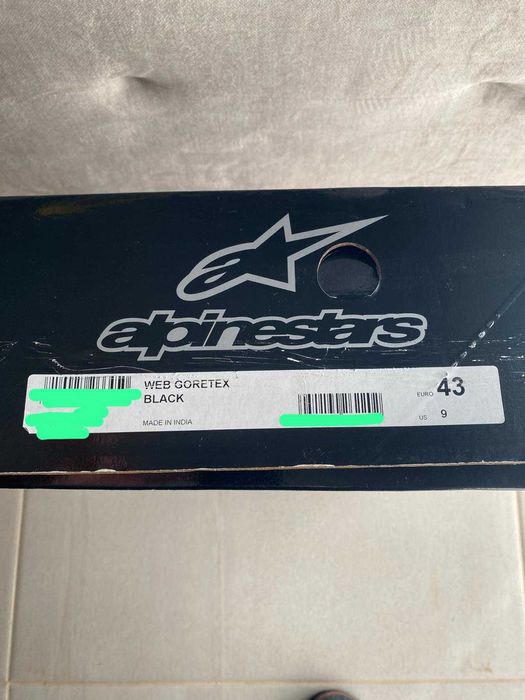 alpinestars
WEB GORETEX
BLACK
MADE IN INDIA
EURO 43
US 9